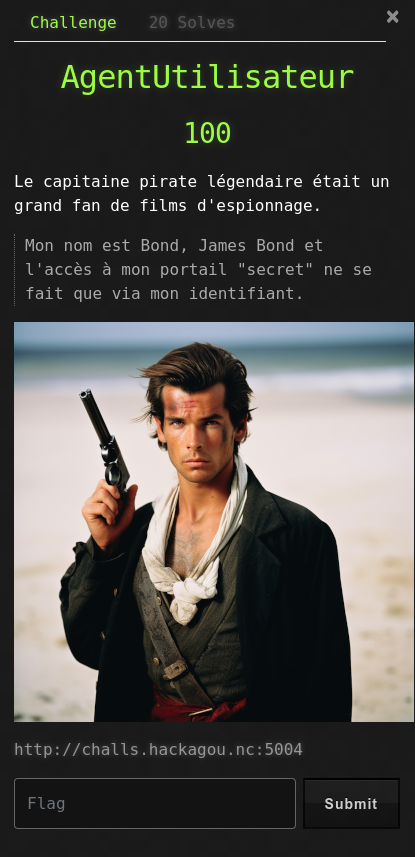 Challenge 20 Solves ×
AgentUtilisateur
100
Le capitaine pirate légendaire était un
grand fan de films d'espionnage.
Mon nom est Bond, James Bond et
l'accès à mon portail "secret" ne se
fait que via mon identifiant.
http://challs.hackagou.nc:5004
Flag Submit